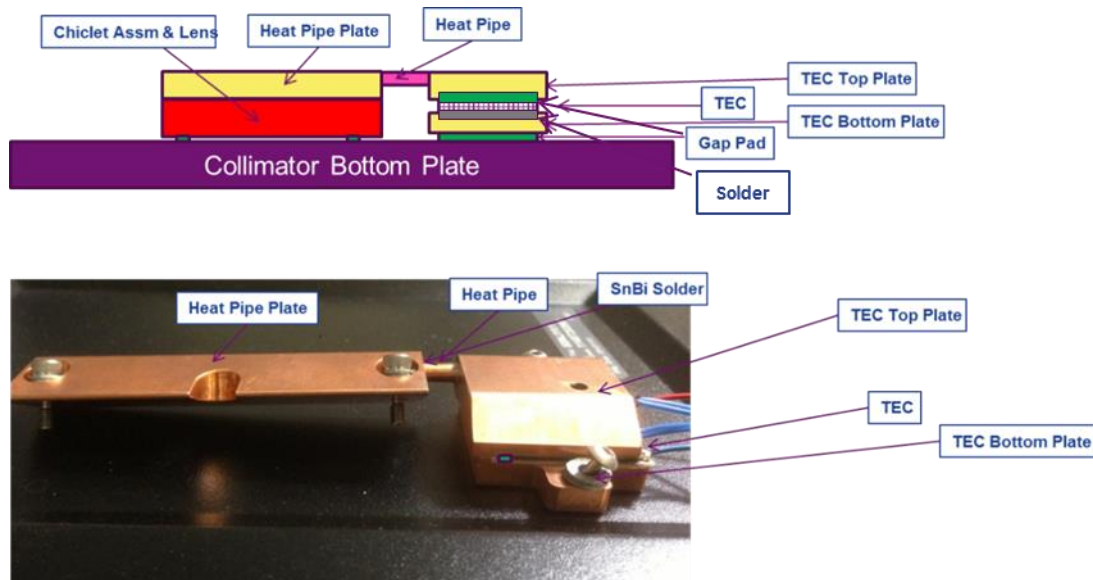 Chiclet Assm & Lens
Heat Pipe Plate
Heat Pipe
TEC Top Plate
TEC
TEC Bottom Plate
Gap Pad
Solder
Collimator Bottom Plate
Heat Pipe Plate
Heat Pipe
SnBi Solder
TEC Top Plate
TEC
TEC Bottom Plate